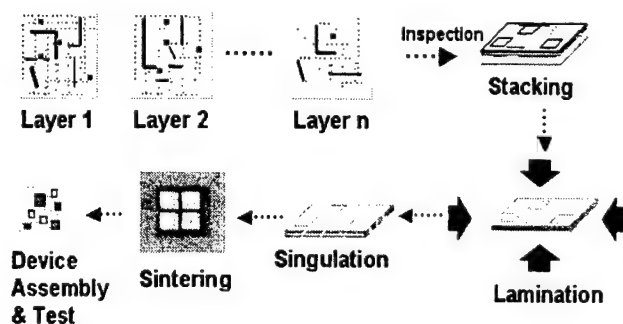 Inspection
Layer 1
Layer 2
Layer n
Stacking
Device
Assembly
& Test
Sintering
Singulation
Lamination